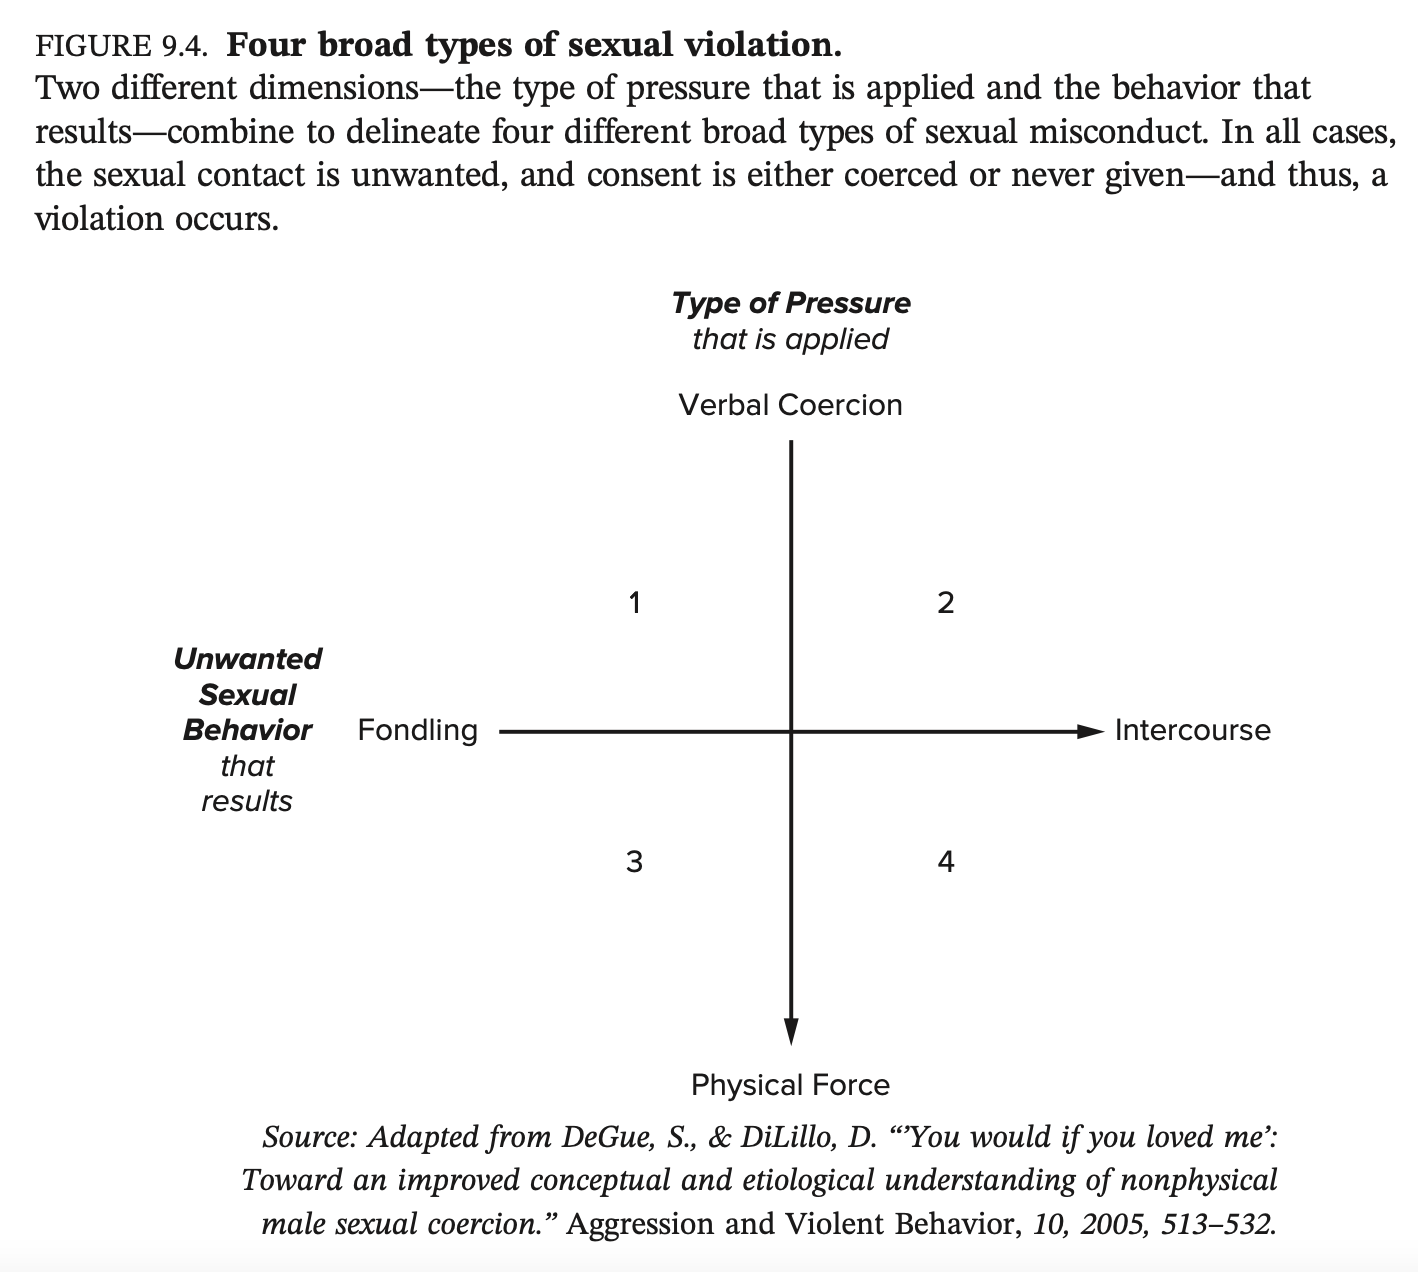 FIGURE 9.4. Four broad types of sexual violation.
Two different dimensions—the type of pressure that is applied and the behavior that
results—combine to delineate four different broad types of sexual misconduct. In all cases,
the sexual contact is unwanted, and consent is either coerced or never given—and thus, a
violation occurs.
Type of Pressure
that is applied
Verbal Coercion
1
2
Unwanted
Sexual
Behavior
that
results
Fondling
Intercourse
3
4
Physical Force
Source: Adapted from DeGue, S., & DiLillo, D. “’You would if you loved me’:
Toward an improved conceptual and etiological understanding of nonphysical
male sexual coercion.” Aggression and Violent Behavior, 10, 2005, 513–532.